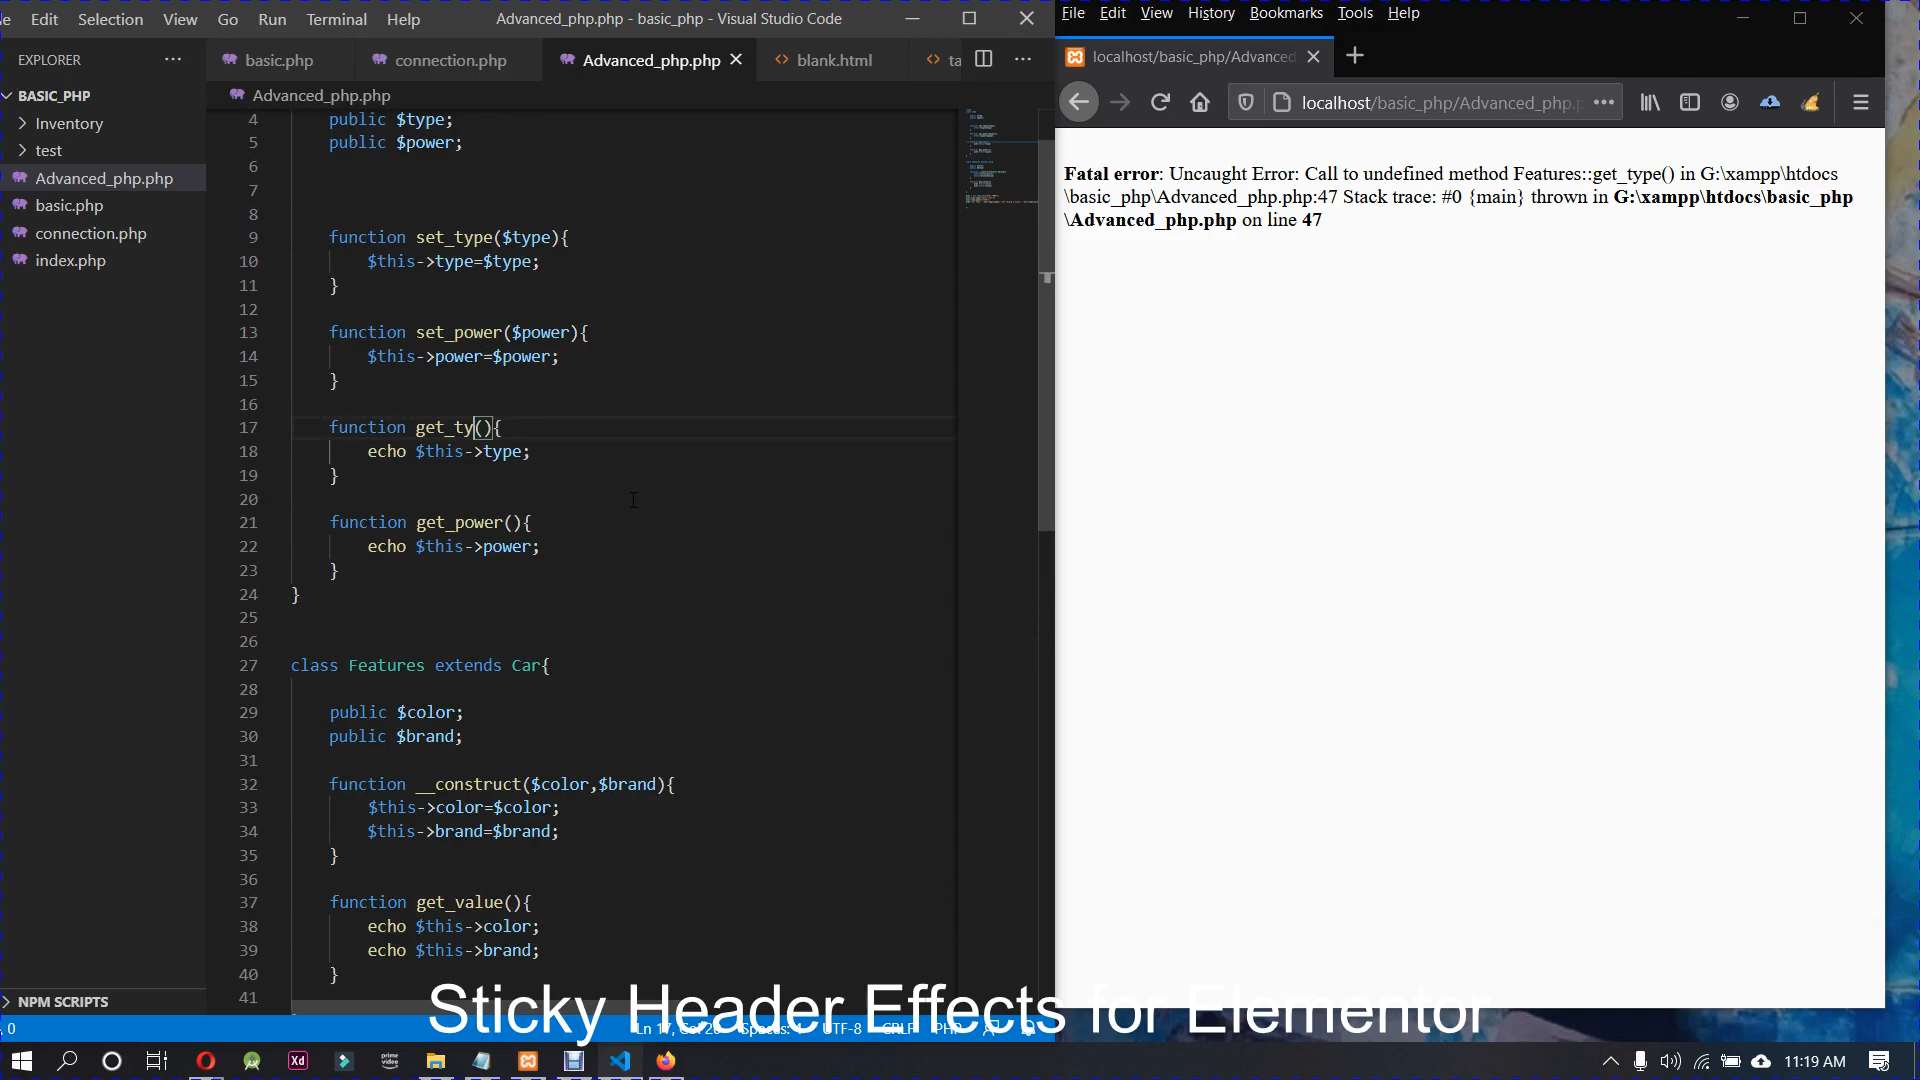 Edit Selection View Go Run Terminal Help Advanced_php.php - basic_php - Visual Studio Code
EXPLORER
BASIC_PHP
Inventory
test
Advanced_php.php
basic.php
connection.php
index.php
NPM SCRIPTS
basic.php connection.php Advanced_php.php blank.html ta
Advanced_php.php
4 public $type;
5 public $power;
6
7
8
9 function set_type($type){
10 $this->type=$type;
11 }
12
13 function set_power($power){
14 $this->power=$power;
15 }
16
17 function get_ty(){
18 echo $this->type;
19 }
20
21 function get_power(){
22 echo $this->power;
23 }
24 }
25
26
27 class Features extends Car{
28
29 public $color;
30 public $brand;
31
32 function __construct($color,$brand){
33 $this->color=$color;
34 $this->brand=$brand;
35 }
36
37 function get_value(){
38 echo $this->color;
39 echo $this->brand;
40 }
41
File Edit View History Bookmarks Tools Help
localhost/basic_php/Advanced
localhost/basic_php/Advanced_php.p
Fatal error: Uncaught Error: Call to undefined method Features::get_type() in G:\xampp\htdocs
\basic_php\Advanced_php.php:47 Stack trace: #0 {main} thrown in G:\xampp\htdocs\basic_php
\Advanced_php.php on line 47
Sticky Header Effects for Elementor
0 UTF-8 CRLF PHP
Xd prime video 11:19 AM